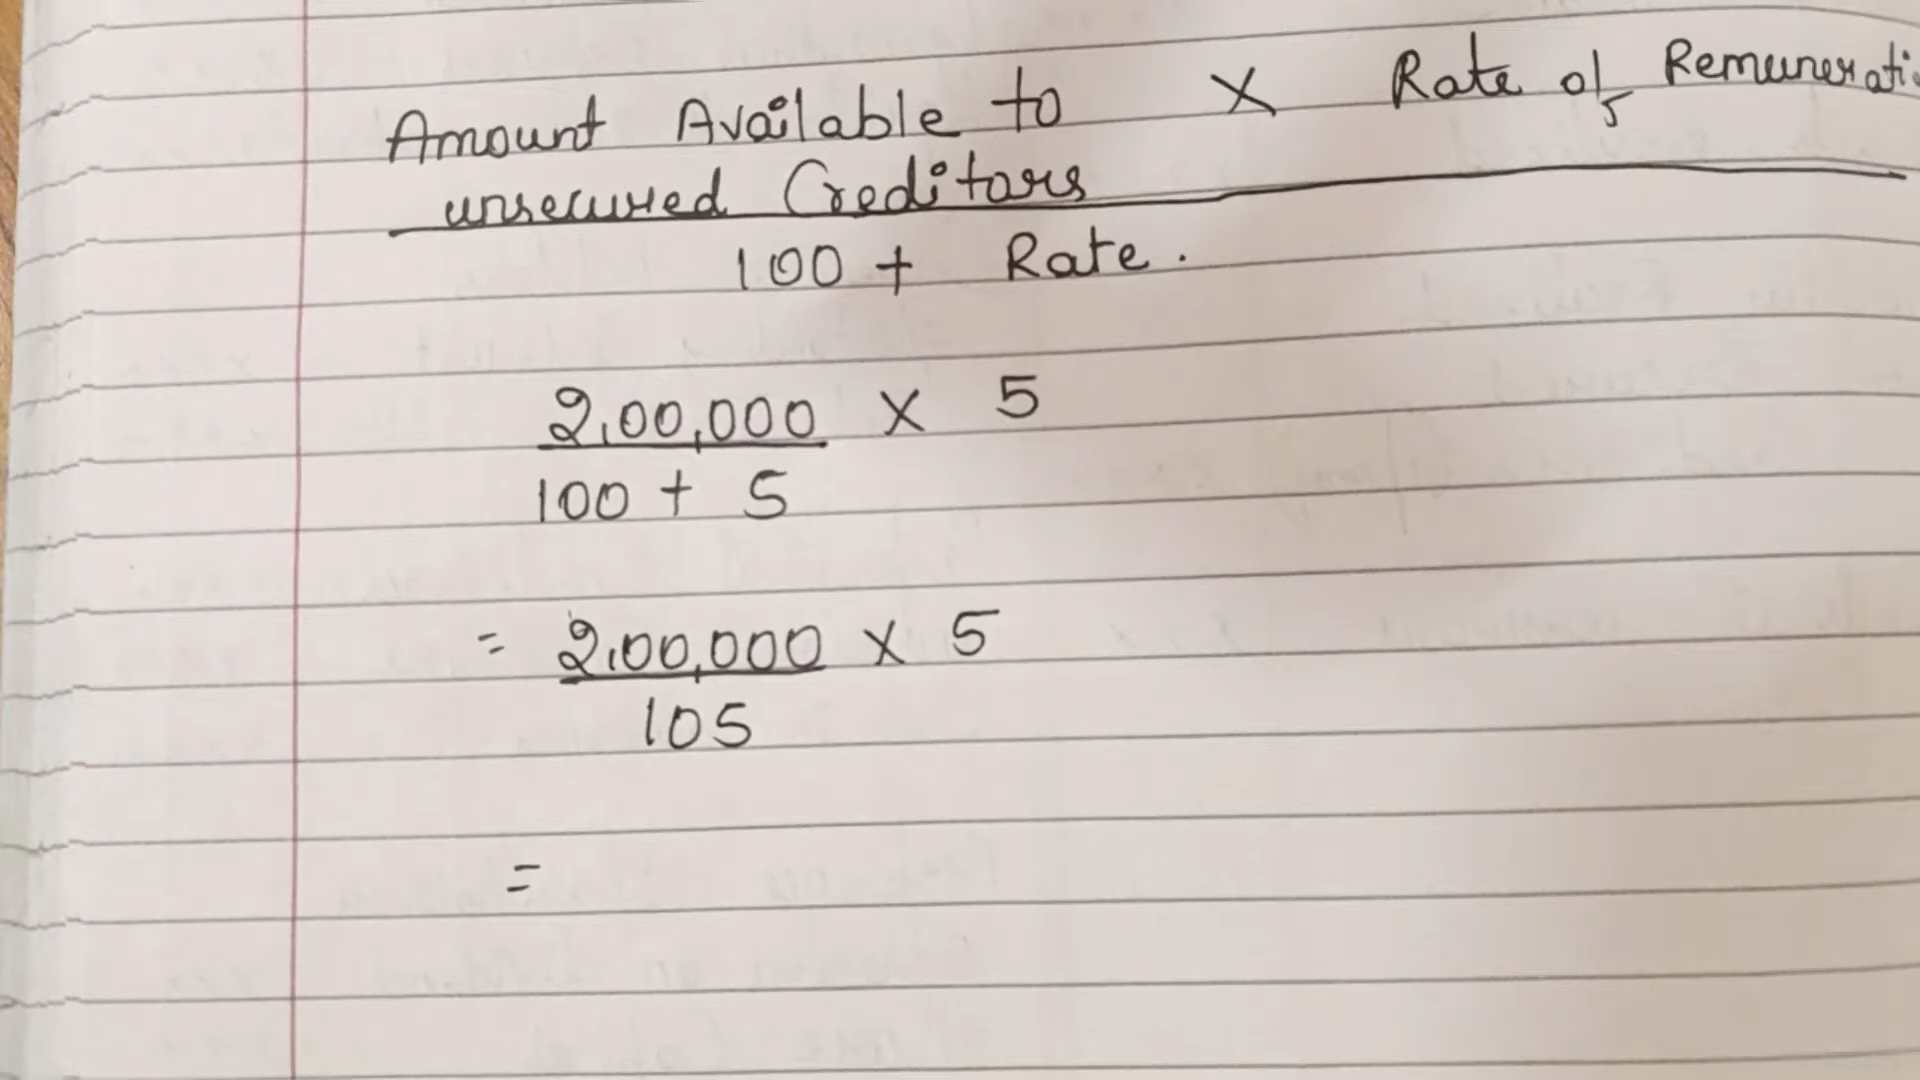 Amount Available to × Rate of
unsecured Creditors
100 + Rate.
2,00,000 × 5
100 + 5
= 2,00,000 × 5
105
=